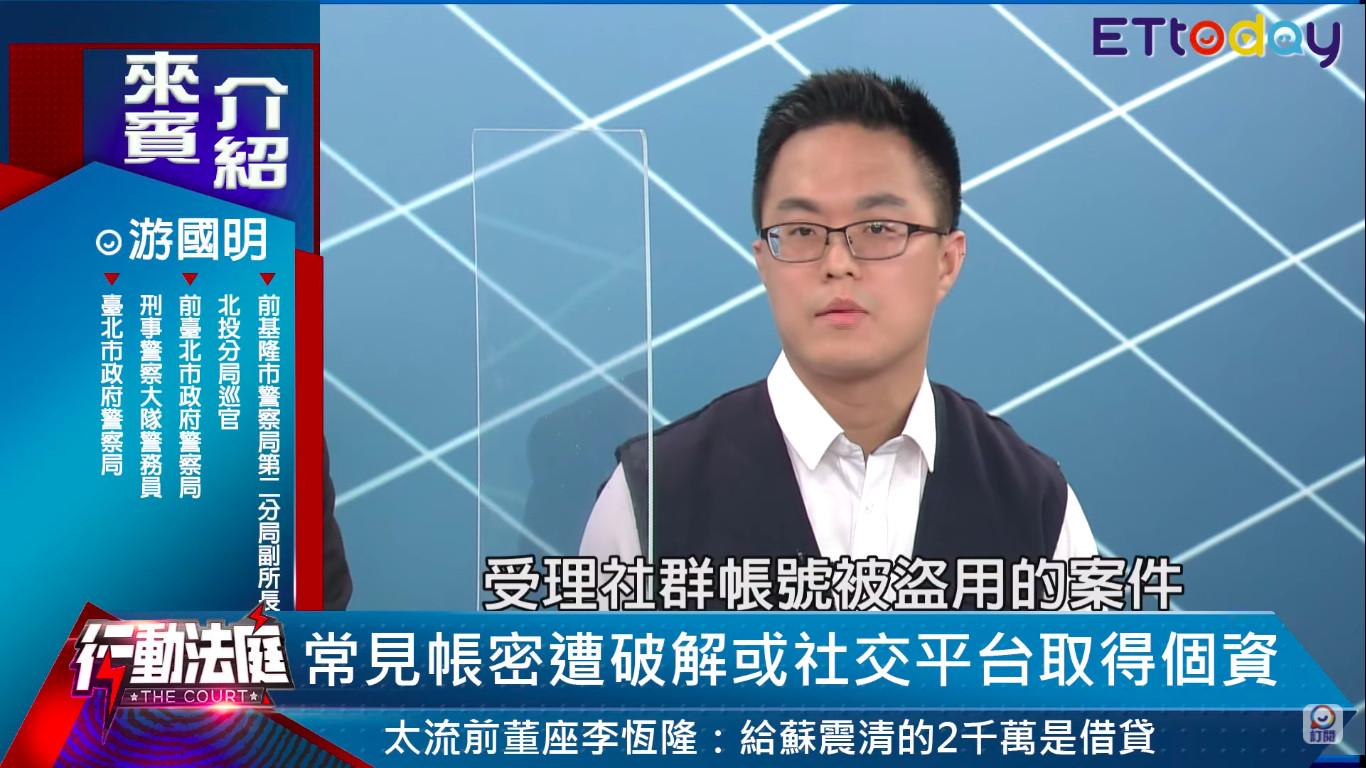 ETtoday
來賓
介紹
游國明
前基隆市警察局第二分局副所長
北投分局巡官
前臺北市政府警察局
刑事警察大隊警務員
臺北市政府警察局
受理社群帳號被盜用的案件
行動法庭
THE COURT
常見帳密遭破解或社交平台取得個資
太流前董座李恆隆：給蘇震清的2千萬是借貸
訂閱